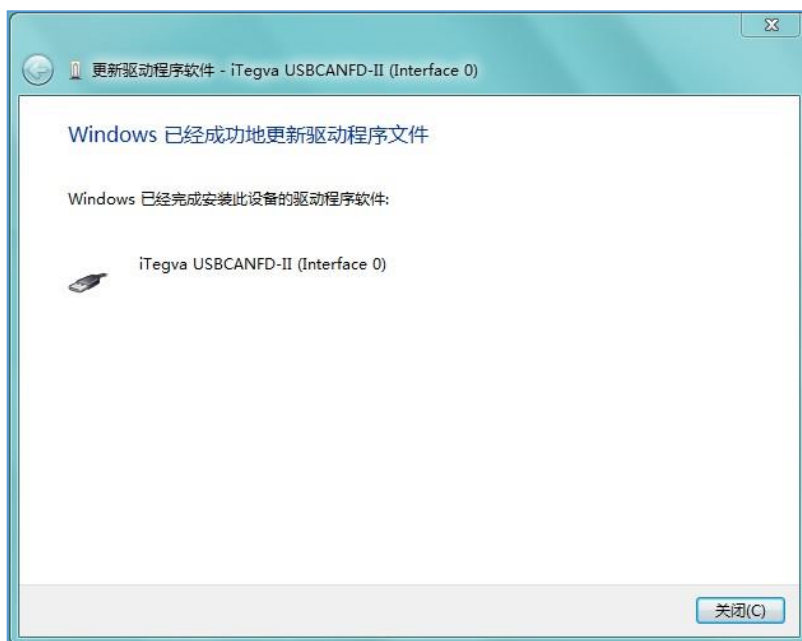 更新驱动程序软件 - iTegva USBCANFD-II (Interface 0)
Windows 已经成功地更新驱动程序文件
Windows 已经完成安装此设备的驱动程序软件:
iTegva USBCANFD-II (Interface 0)
关闭(C)